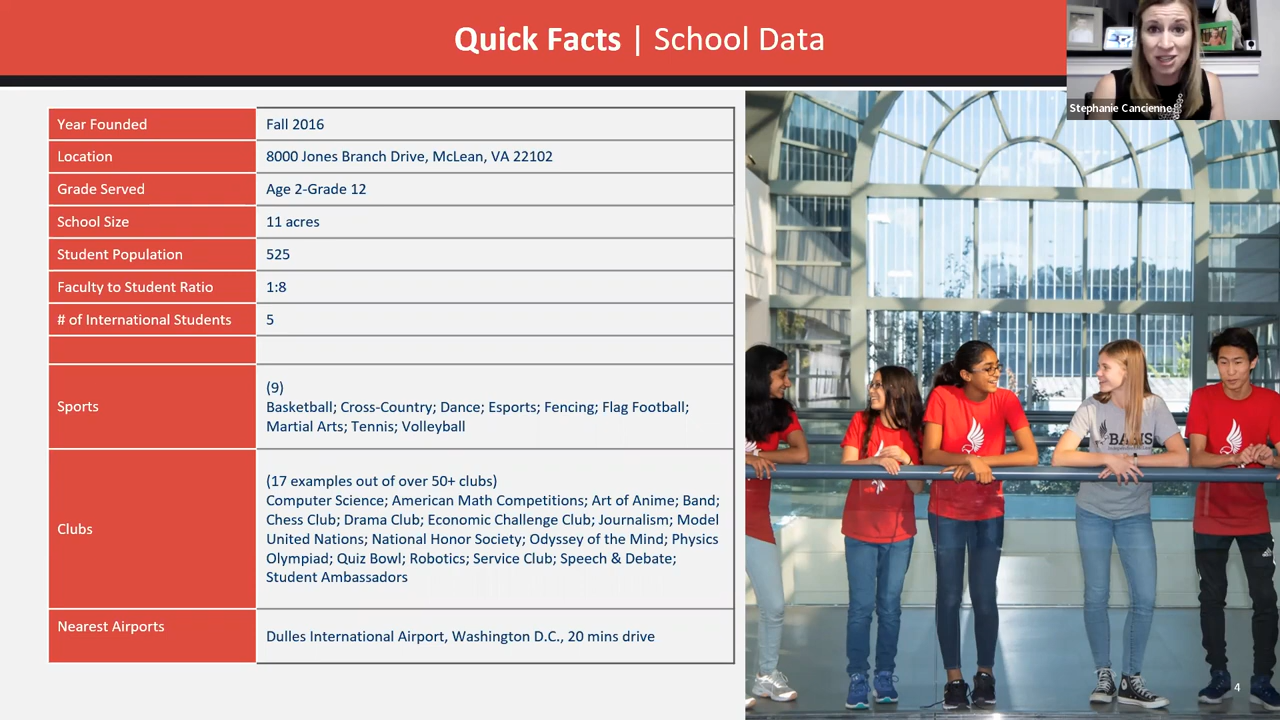 Quick Facts | School Data
Stephanie Cancienne
Year Founded
Fall 2016
Location
8000 Jones Branch Drive, McLean, VA 22102
Grade Served
Age 2-Grade 12
School Size
11 acres
Student Population
525
Faculty to Student Ratio
1:8
# of International Students
5
Sports
(9)
Basketball; Cross-Country; Dance; Esports; Fencing; Flag Football;
Martial Arts; Tennis; Volleyball
Clubs
(17 examples out of over 50+ clubs)
Computer Science; American Math Competitions; Art of Anime; Band;
Chess Club; Drama Club; Economic Challenge Club; Journalism; Model
United Nations; National Honor Society; Odyssey of the Mind; Physics
Olympiad; Quiz Bowl; Robotics; Service Club; Speech & Debate;
Student Ambassadors
Nearest Airports
Dulles International Airport, Washington D.C., 20 mins drive
BASIS
4